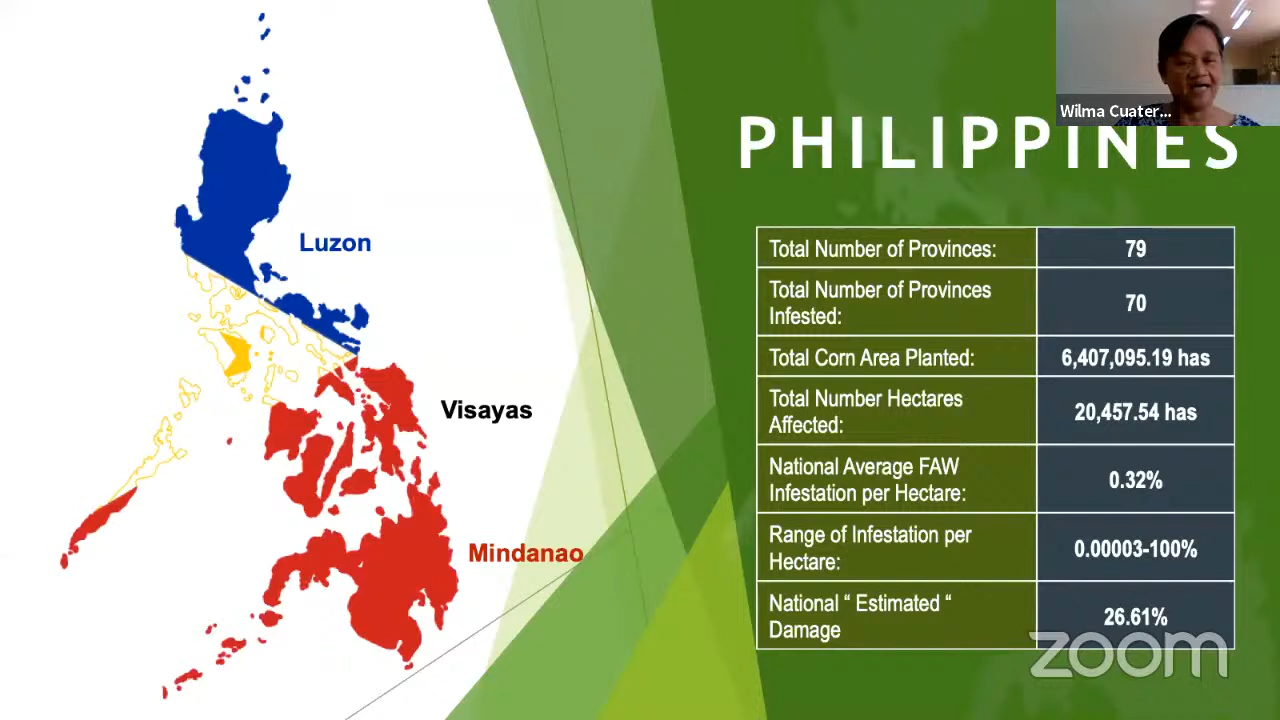 Wilma Cuater...
PHILIPPINES
Luzon
Visayas
Mindanao
Total Number of Provinces: 79
Total Number of Provinces
Infested: 70
Total Corn Area Planted: 6,407,095.19 has
Total Number Hectares
Affected: 20,457.54 has
National Average FAW
Infestation per Hectare: 0.32%
Range of Infestation per
Hectare: 0.00003-100%
National “ Estimated “
Damage 26.61%
zoom